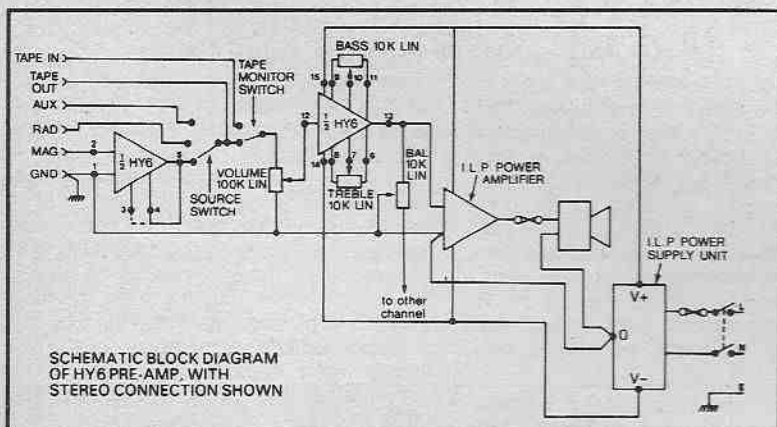 TAPE IN
TAPE
OUT
AUX
RAD
MAG
GND
TAPE
MONITOR
SWITCH
BASS 10K LIN
15
9
9
10
11
2
1
½
HY6
5
3
4
SOURCE
SWITCH
VOLUME
100K LIN
12
½
HY6
13
14
8
7
6
TREBLE
10K LIN
BAL
10K
LIN
to other
channel
I.L.P. POWER
AMPLIFIER
I.L.P. POWER
SUPPLY UNIT
V+
0
V−
L
N
E
SCHEMATIC BLOCK DIAGRAM
OF HY6 PRE-AMP, WITH
STEREO CONNECTION SHOWN